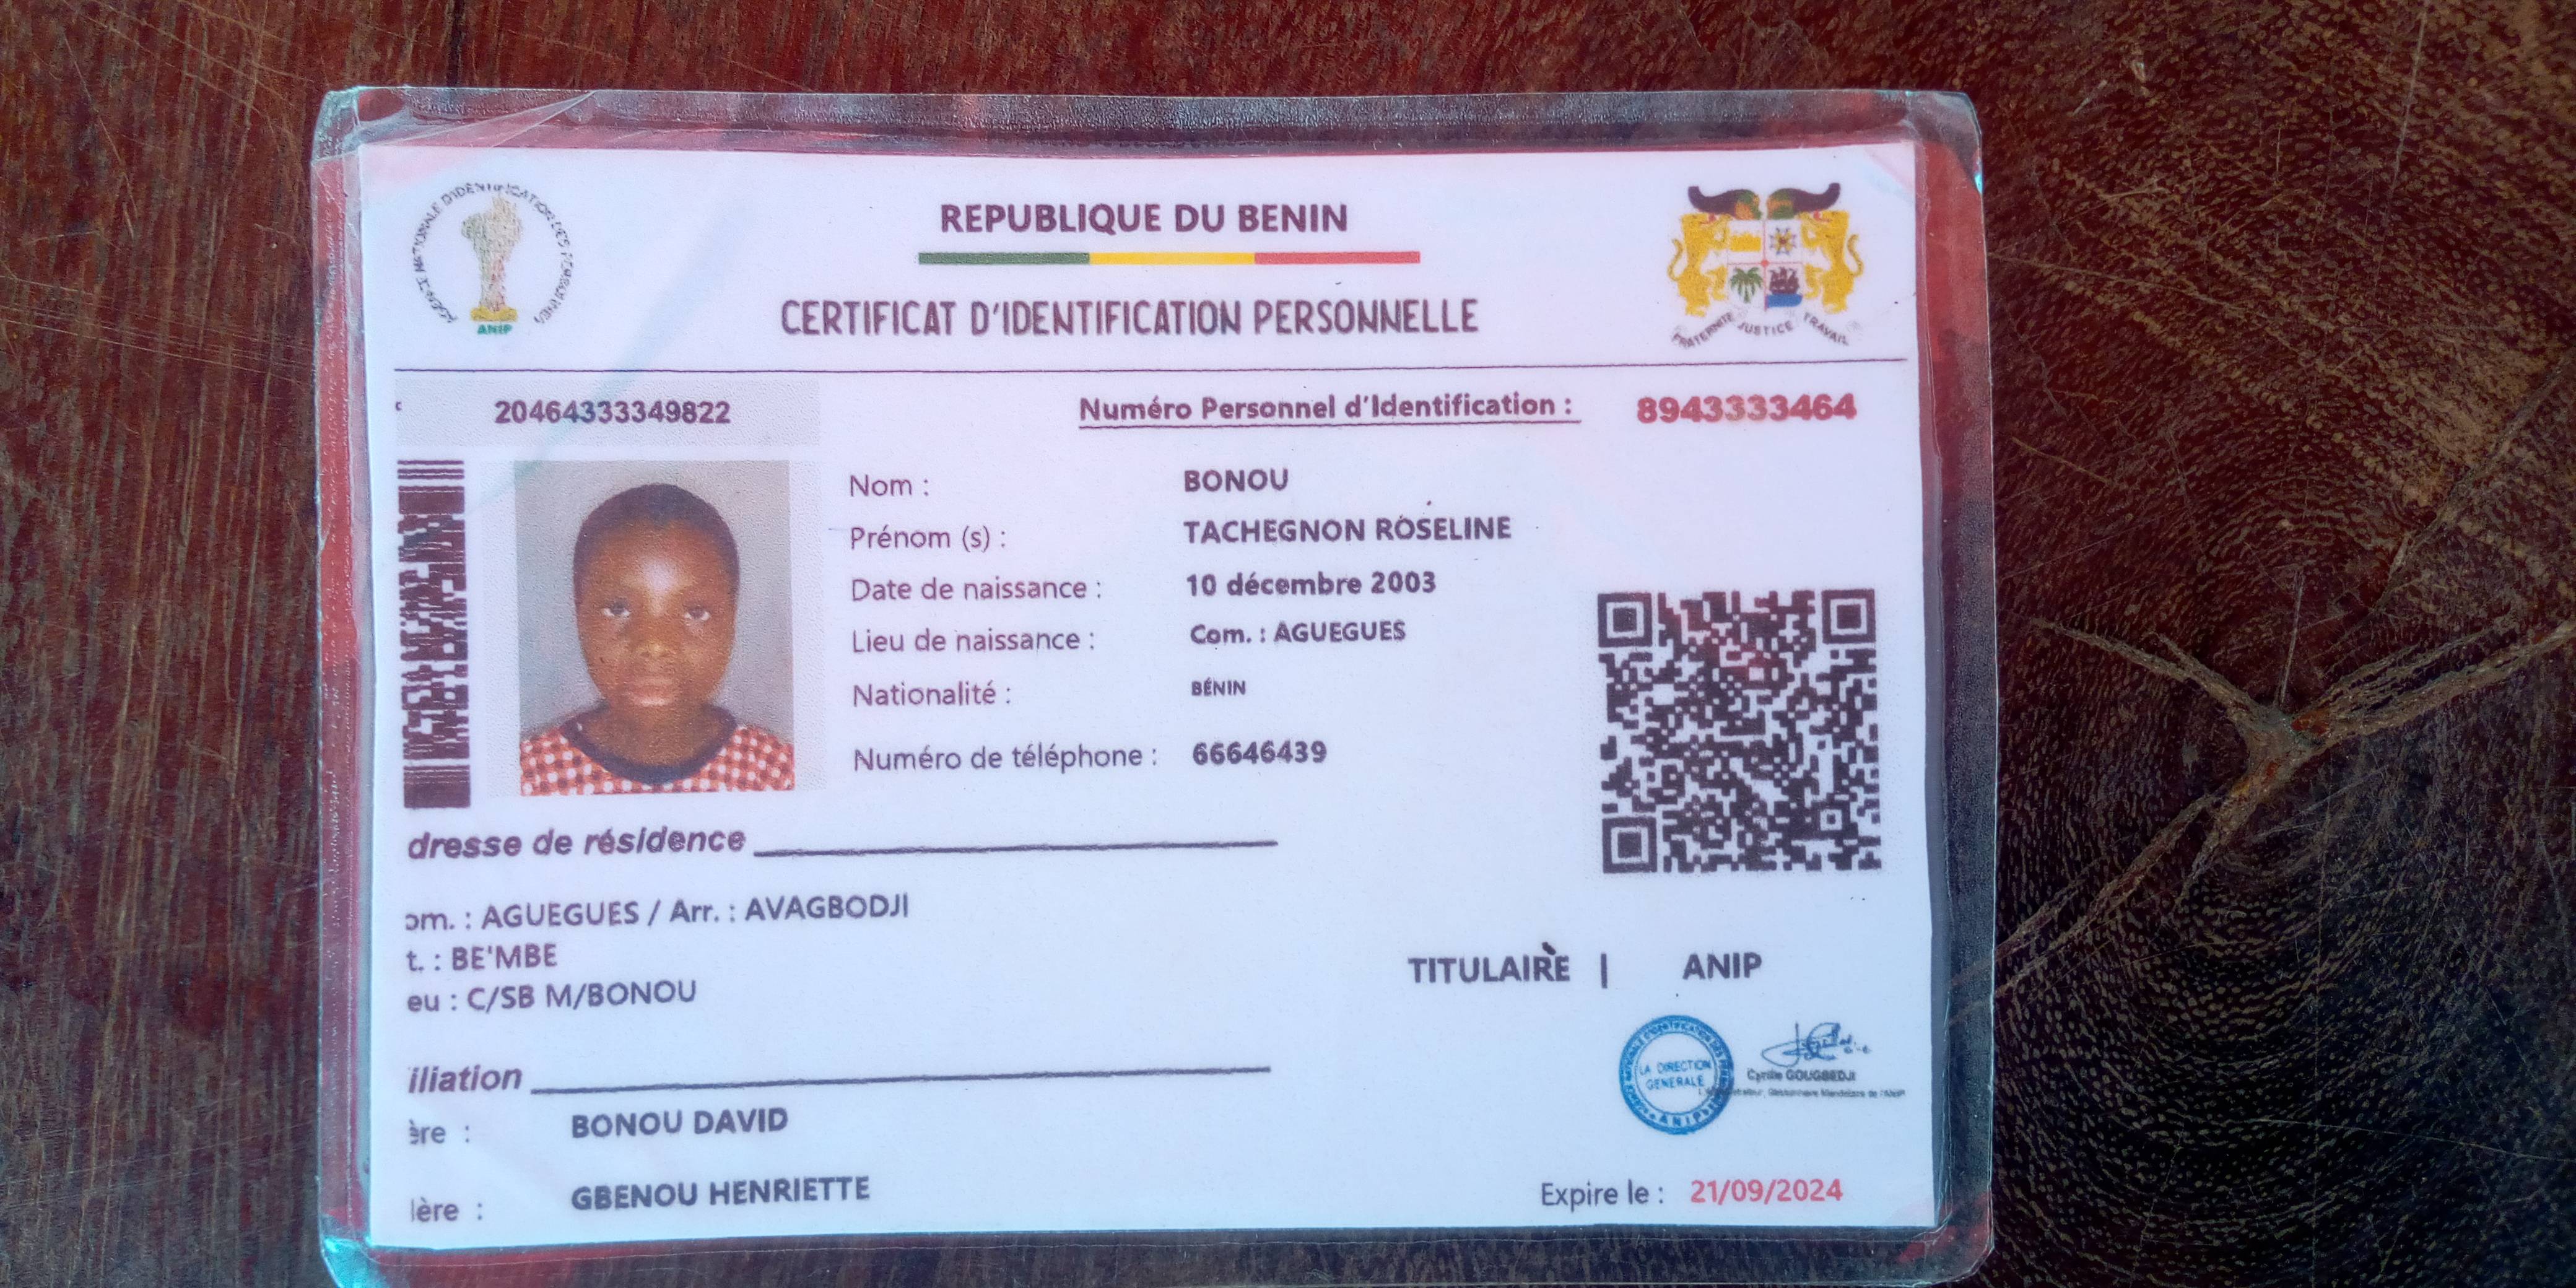 AGENCE NATIONALE D'IDENTIFICATION DES PERSONNES
ANIP
REPUBLIQUE DU BENIN
CERTIFICAT D'IDENTIFICATION PERSONNELLE
FRATERNITE JUSTICE TRAVAIL
20464333349822
Numéro Personnel d'Identification : 8943333464
Nom : BONOU
Prénom (s) : TACHEGNON ROSELINE
Date de naissance : 10 décembre 2003
Lieu de naissance : Com. : AGUEGUES
Nationalité : BÉNIN
Numéro de téléphone : 66646439
dresse de résidence
om. : AGUEGUES / Arr. : AVAGBODJI
t. : BE'MBE
eu : C/SB M/BONOU
TITULAIRE | ANIP
LA DIRECTION
GENERALE
ANIP
Cyrille GOUGBEDJI
iliation
ère : BONOU DAVID
ère : GBENOU HENRIETTE
Expire le : 21/09/2024